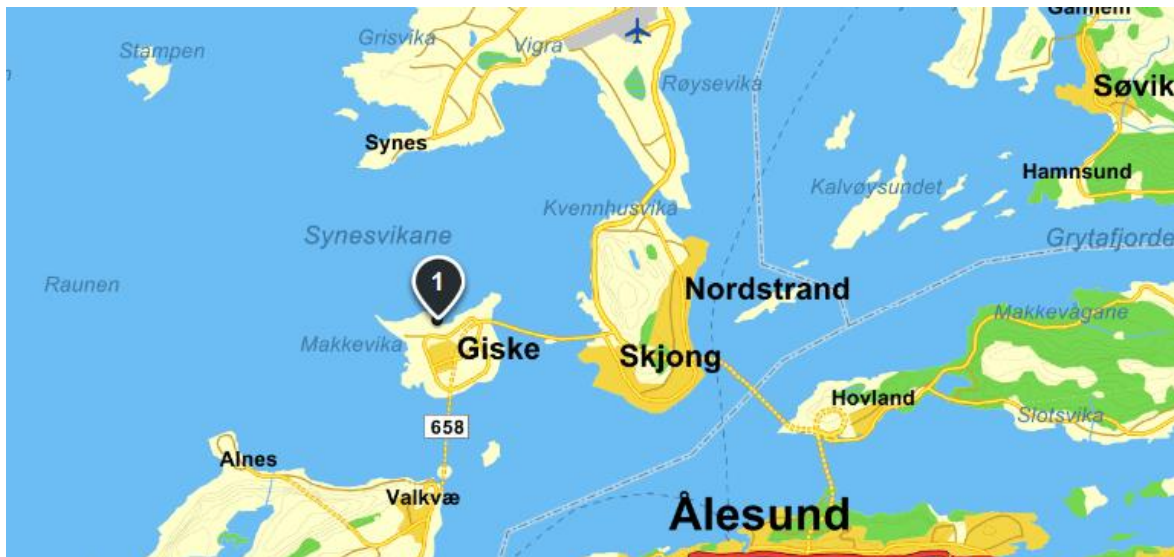 Gamlem
Stampen
Grisvika
Vigra
Røysevika
Søvik
Synes
Hamnsund
Kalvøysundet
Kvennhusvika
Synesvikane
Grytafjorde
Raunen
1
Nordstrand
Makkevågane
Makkevika
Giske
Skjong
Hovland
Slotsvika
658
Alnes
Valkvæ
Ålesund